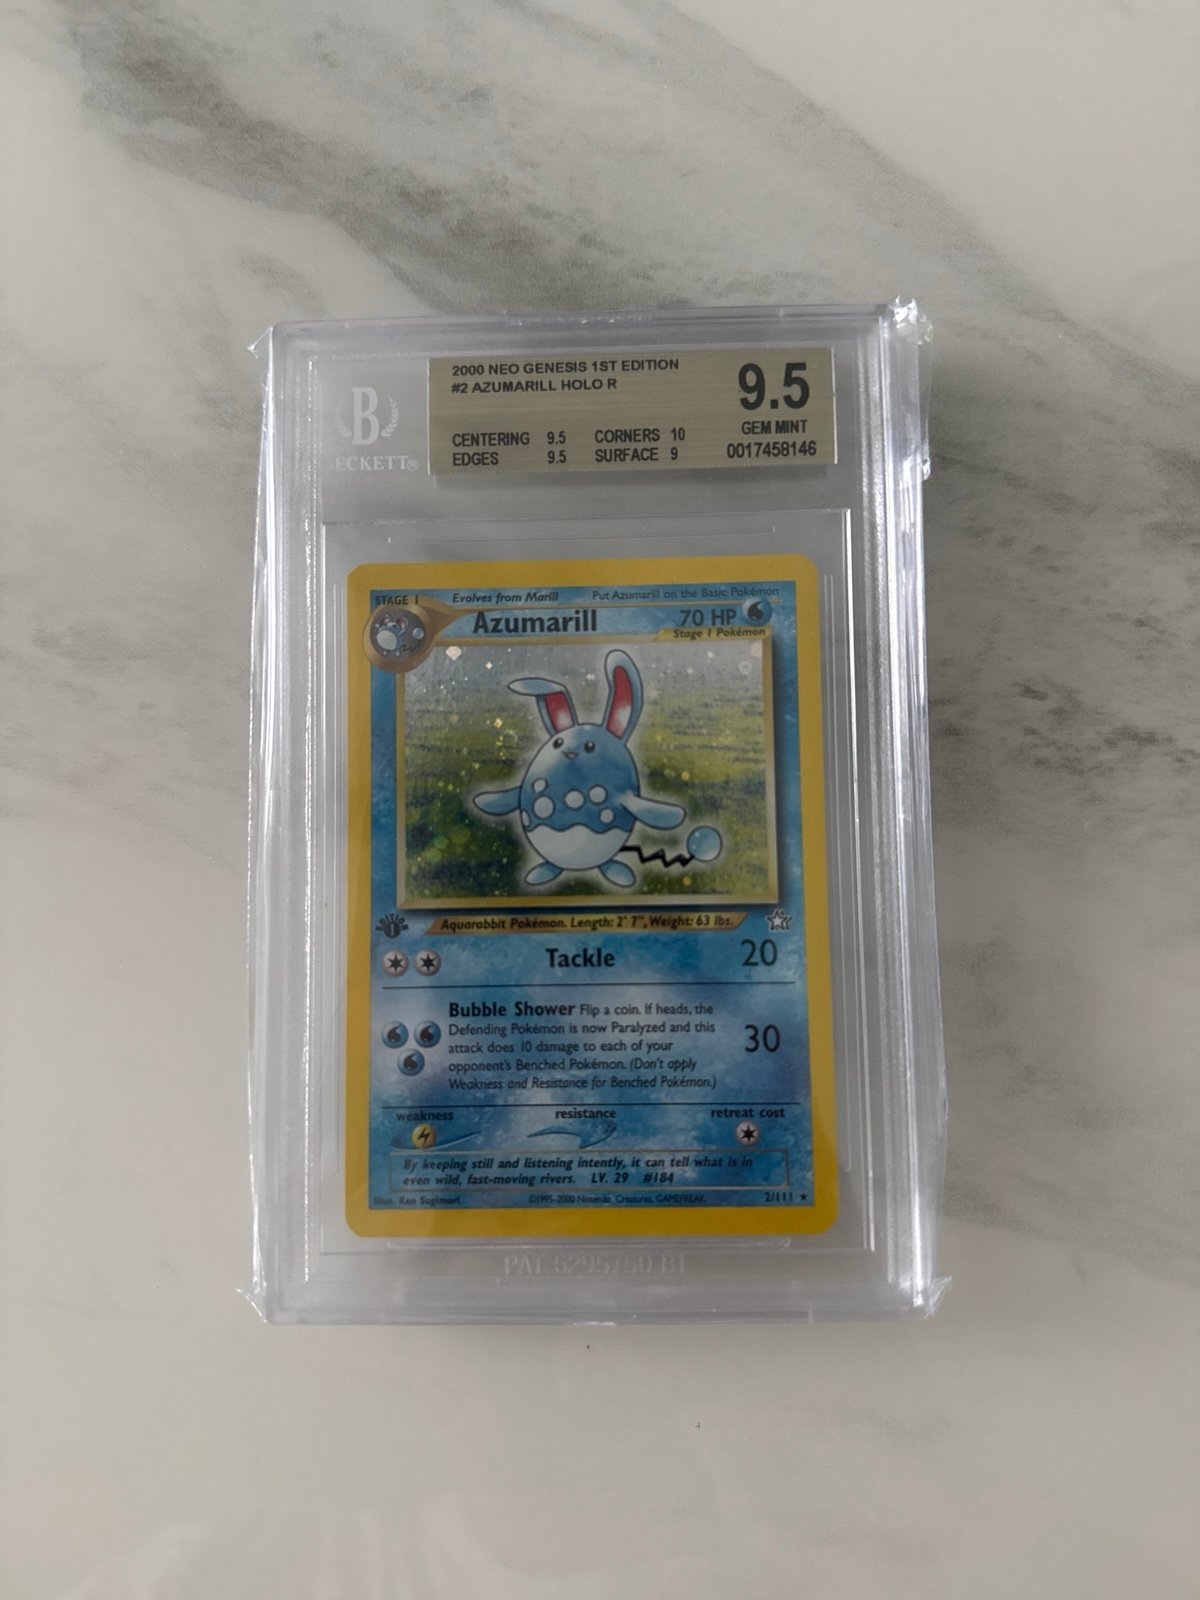 2000 NEO GENESIS 1ST EDITION
#2 AZUMARILL HOLO R
9.5
GEM MINT
CENTERING 9.5 CORNERS 10
EDGES 9.5 SURFACE 9
0017458146
B
BECKETT®
STAGE 1
Evolves from Marill
Put Azumarill on the Basic Pokémon
Azumarill
70 HP
Stage 1 Pokémon
EDITION
1
Aquarabbit Pokémon. Length: 2' 7", Weight: 63 lbs.
Tackle 20
Bubble Shower Flip a coin. If heads, the
Defending Pokémon is now Paralyzed and this
attack does 10 damage to each of your
opponent's Benched Pokémon. (Don't apply
Weakness and Resistance for Benched Pokémon.)
30
weakness resistance retreat cost
By keeping still and listening intently, it can tell what is in
even wild, fast-moving rivers. LV. 29 #184
Illus. Ken Sugimori ©1995-2000 Nintendo, Creatures, GAMEFREAK. 2/111 ★
PAT. 5295750 B1